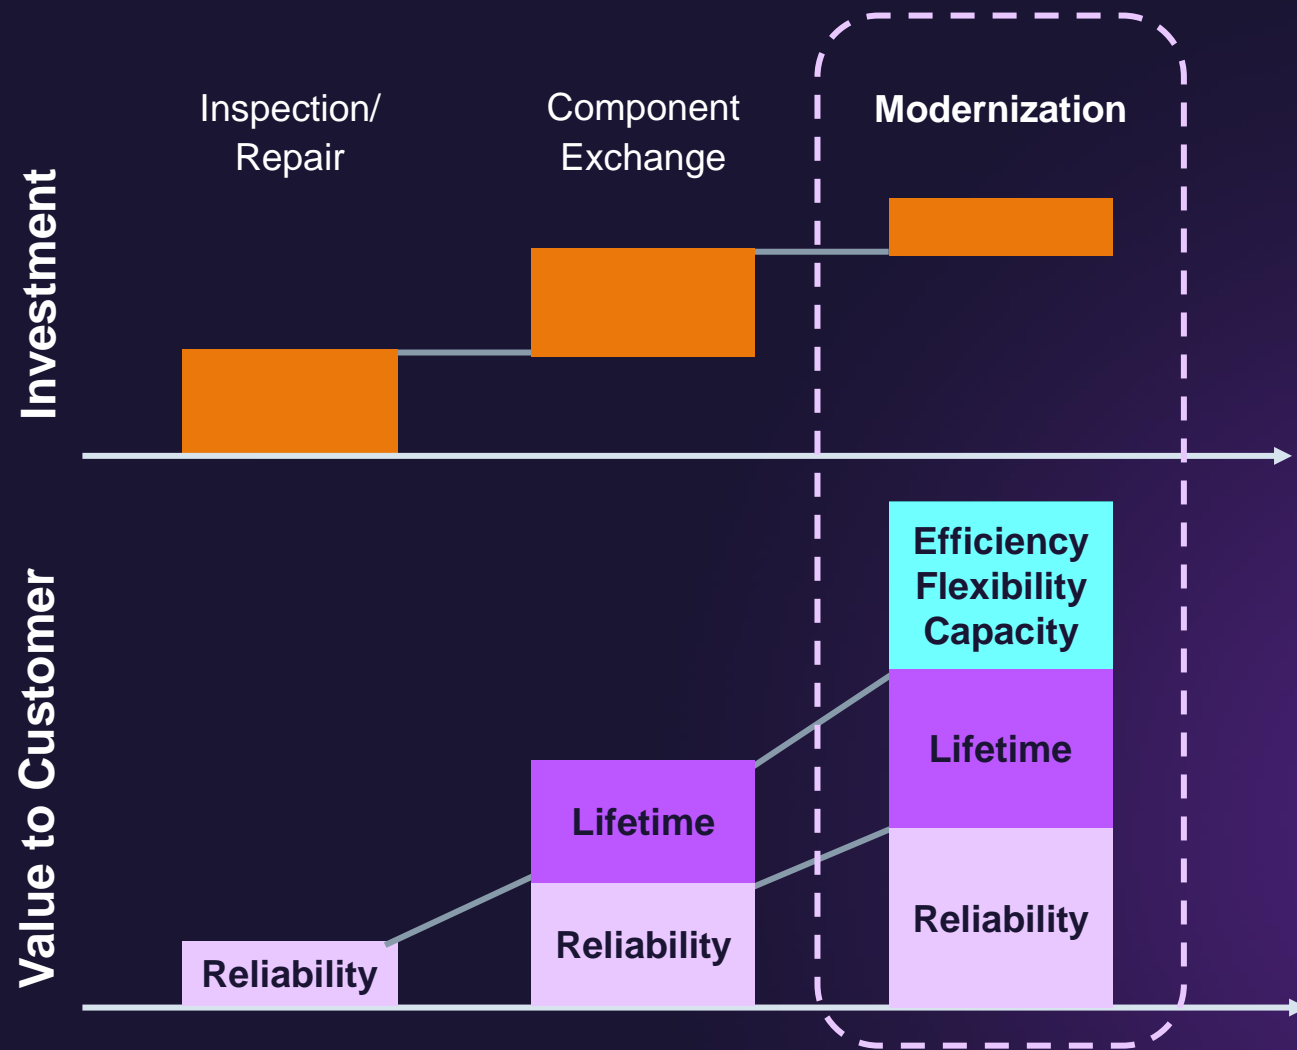 Inspection/
Repair
Component
Exchange
Modernization
Investment
Efficiency
Flexibility
Capacity
Lifetime
Reliability
Lifetime
Reliability
Reliability
Value to Customer